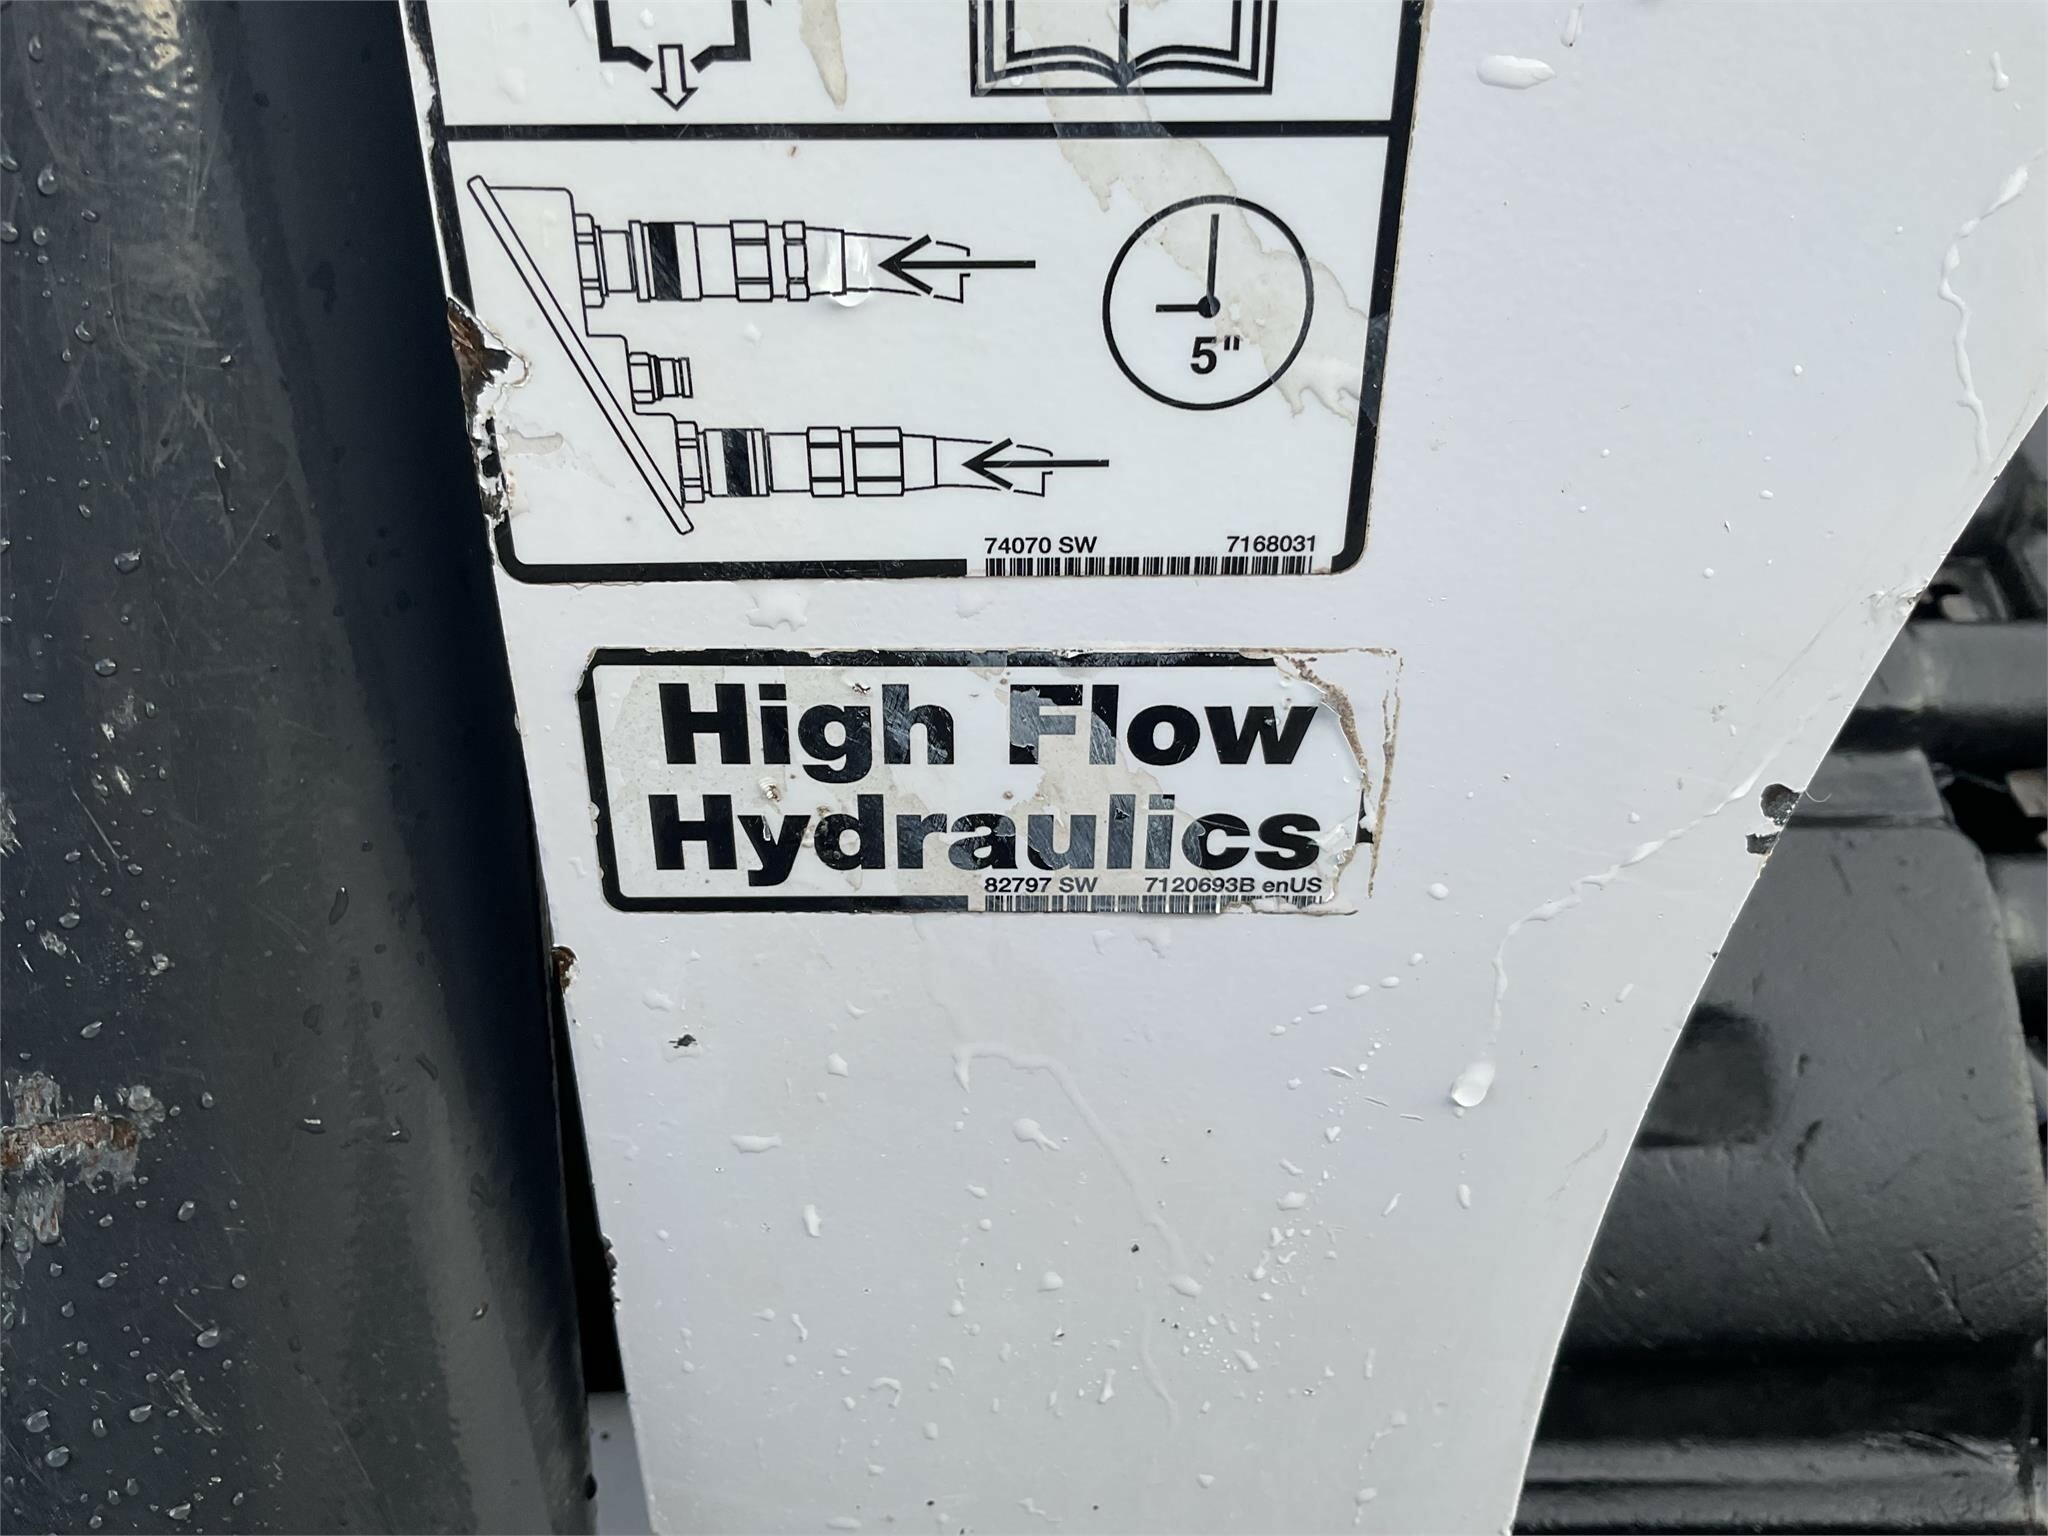 5"
74070 SW 7168031
High Flow
Hydraulics
82797 SW 7120693B enUS